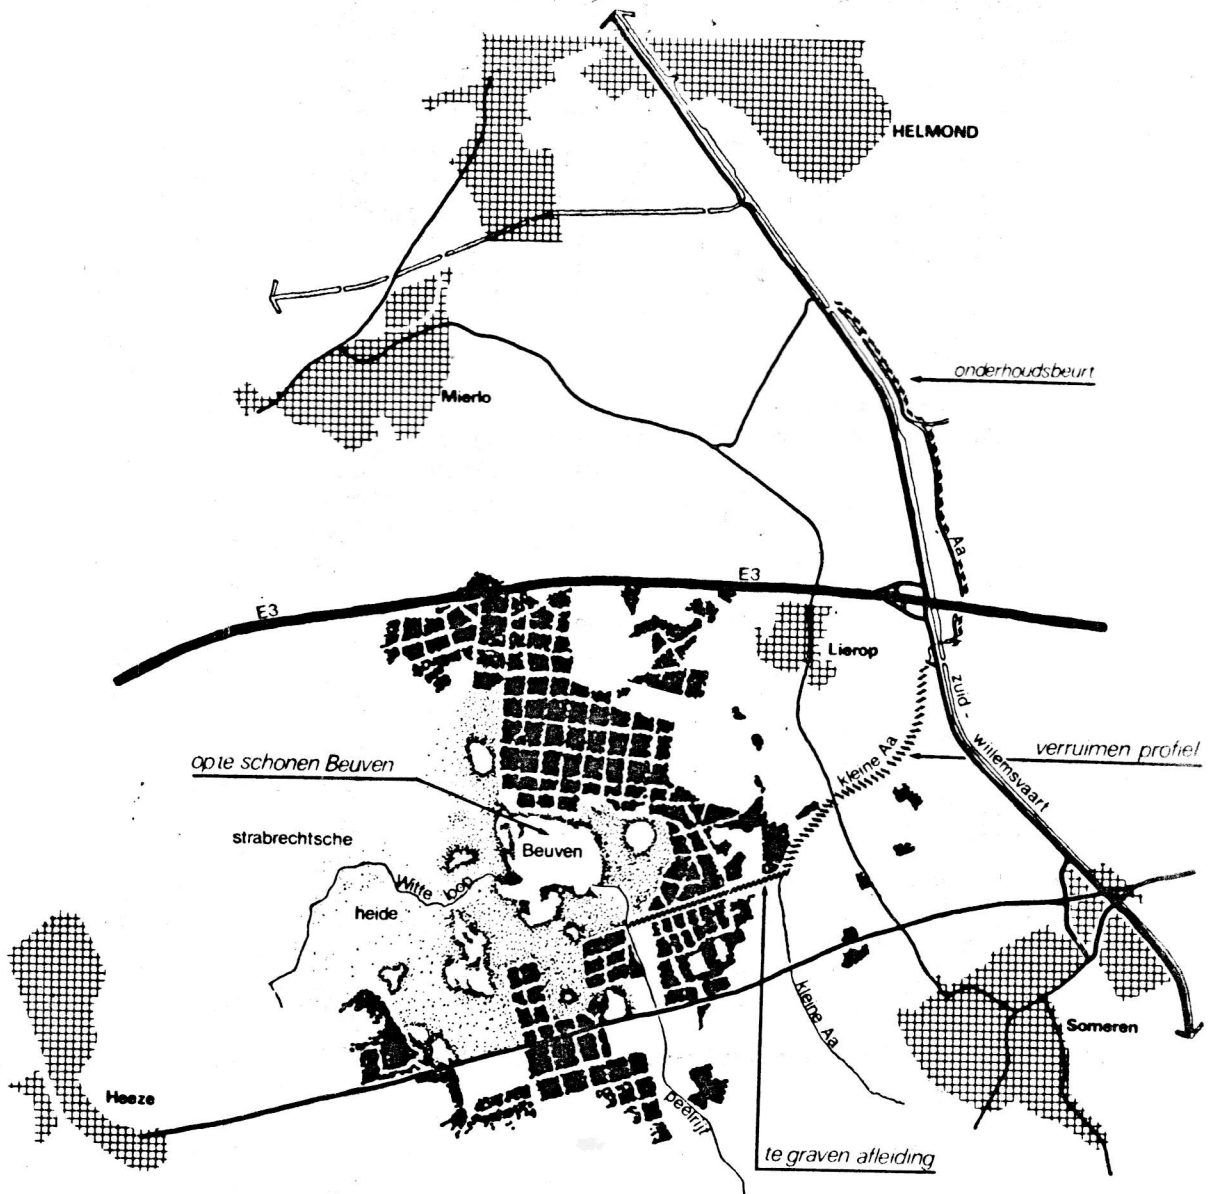 HELMOND
onderhoudsbeurt
Mierlo
Aa
E3
E3
Lierop
zuid-
willemsvaart
kleine Aa
verruimen profiel
op te schonen Beuven
strabrechtsche
Beuven
Witte loop
heide
kleine Aa
Someren
Heeze
peelrijt
te graven afleiding